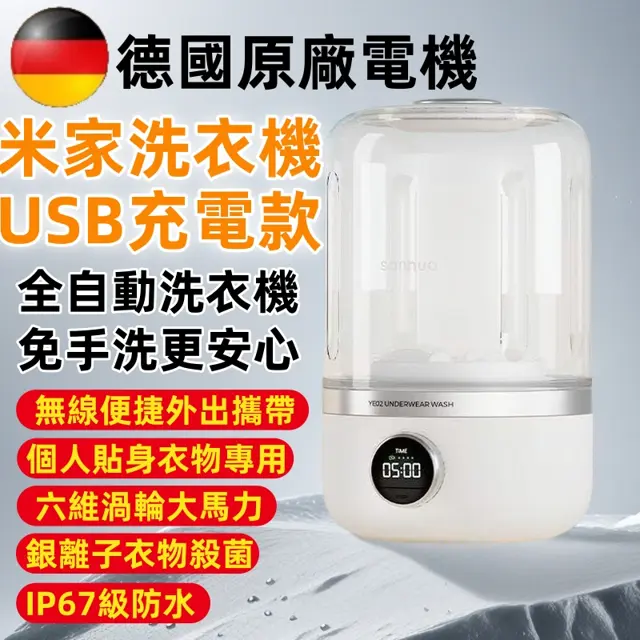 德國原廠電機
米家洗衣機
USB充電款
全自動洗衣機
免手洗更安心
無線便捷外出攜帶
個人貼身衣物專用
六維渦輪大馬力
銀離子衣物殺菌
IP67級防水
sanhua
YE02 UNDERWEAR WASH
TIME
05:00